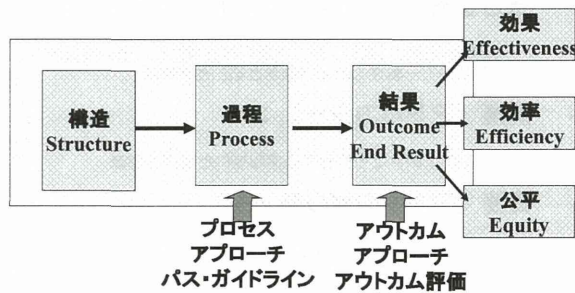 構造
Structure
過程
Process
結果
Outcome
End Result
効果
Effectiveness
効率
Efficiency
公平
Equity
プロセス
アプローチ
パス・ガイドライン
アウトカム
アプローチ
アウトカム評価